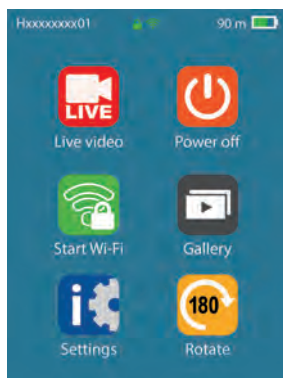 Hxxxxxxxx01 90 m
LIVE
Live video Power off
Start Wi-Fi Gallery
i
180
Settings Rotate